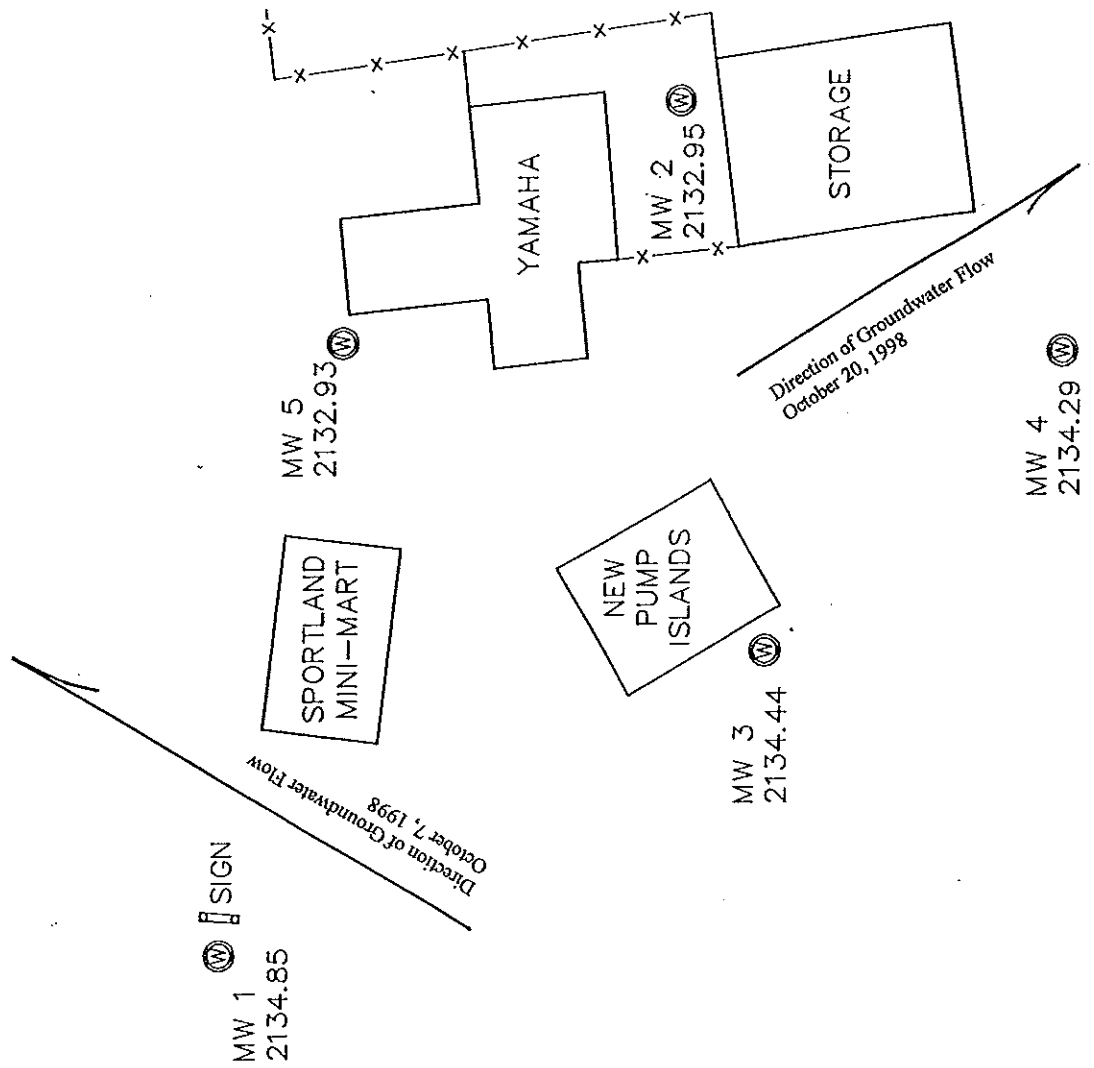 YAMAHA
MW 2
2132.95
STORAGE
MW 5
2132.93
Direction of Groundwater Flow
October 20, 1998
SPORTLAND
MINI-MART
NEW
PUMP
ISLANDS
MW 4
2134.29
MW 3
2134.44
Direction of Groundwater Flow
October 7, 1998
SIGN
MW 1
2134.85
W
W
W
W
W